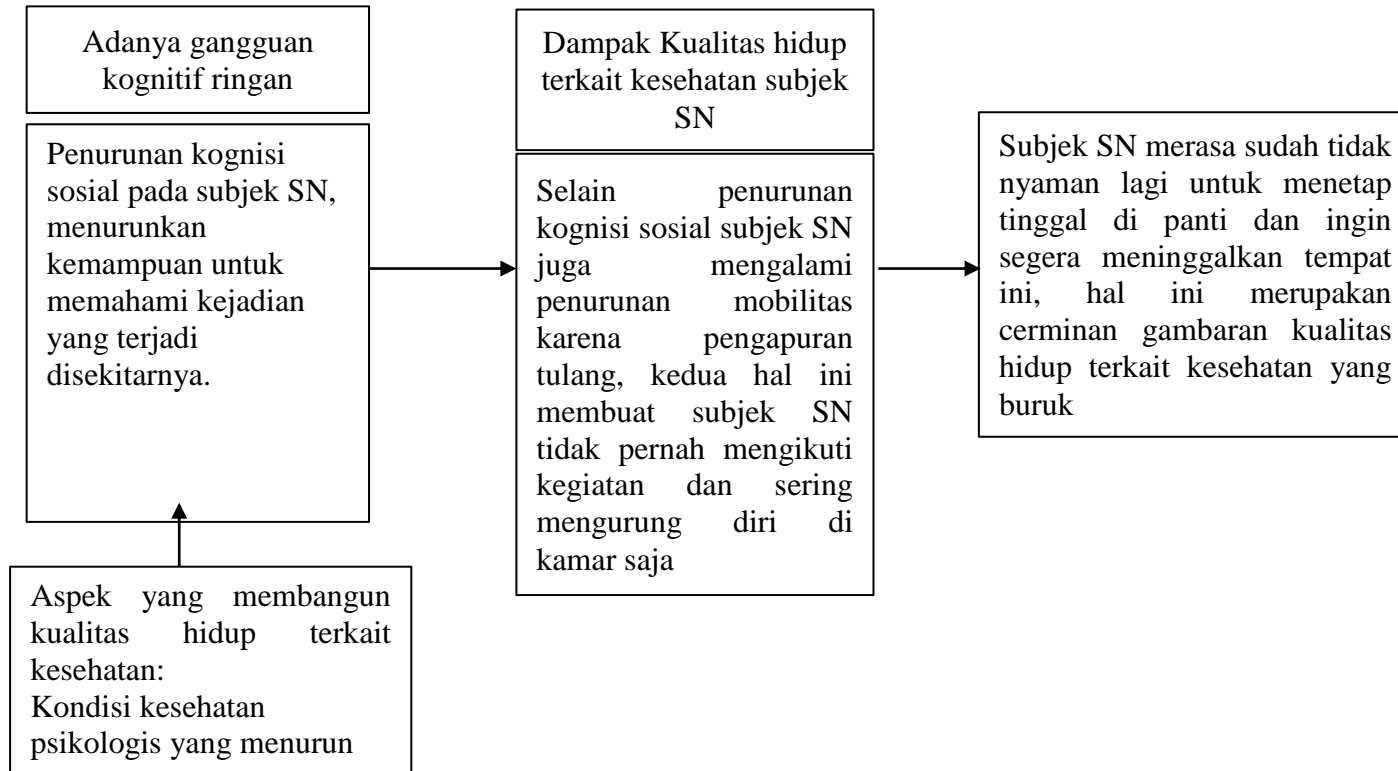 Adanya gangguan
kognitif ringan
Penurunan kognisi
sosial pada subjek SN,
menurunkan
kemampuan untuk
memahami kejadian
yang terjadi
disekitarnya.
Aspek yang membangun
kualitas hidup terkait
kesehatan:
Kondisi kesehatan
psikologis yang menurun
Dampak Kualitas hidup
terkait kesehatan subjek
SN
Selain penurunan
kognisi sosial subjek SN
juga mengalami
penurunan mobilitas
karena pengapuran
tulang, kedua hal ini
membuat subjek SN
tidak pernah mengikuti
kegiatan dan sering
mengurung diri di
kamar saja
Subjek SN merasa sudah tidak
nyaman lagi untuk menetap
tinggal di panti dan ingin
segera meninggalkan tempat
ini, hal ini merupakan
cerminan gambaran kualitas
hidup terkait kesehatan yang
buruk